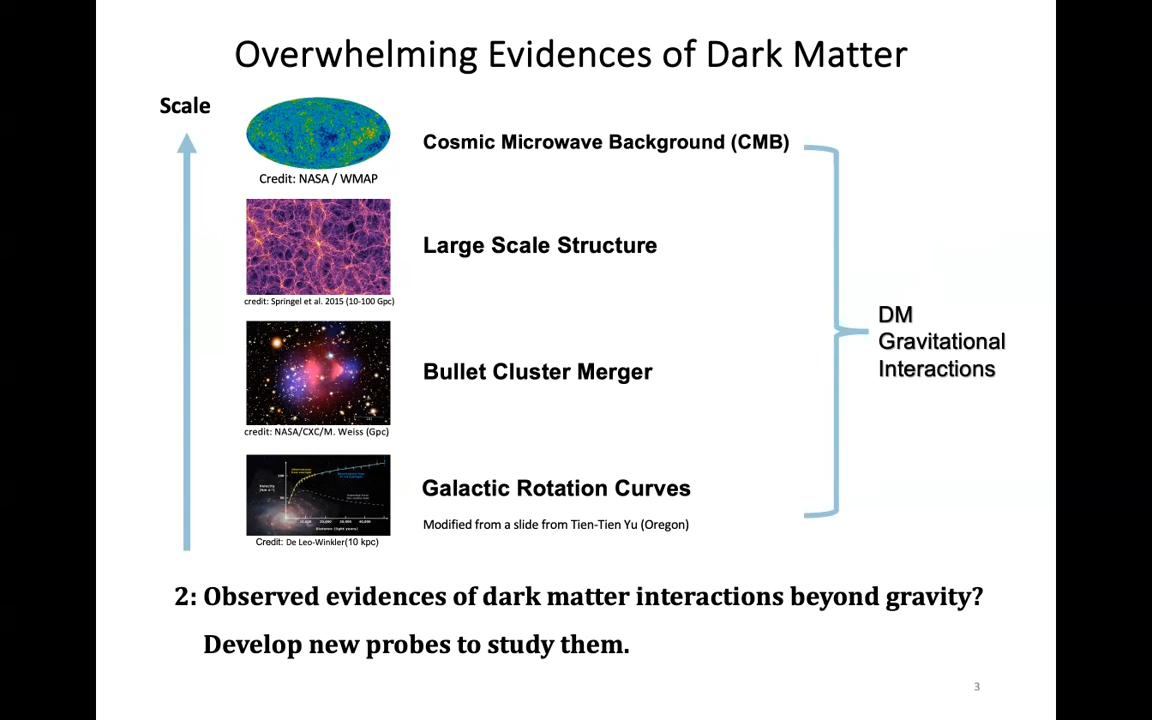 Overwhelming Evidences of Dark Matter
Scale
Cosmic Microwave Background (CMB)
Credit: NASA / WMAP
Large Scale Structure
credit: Springel et al. 2015 (10-100 Gpc)
DM
Gravitational
Interactions
Bullet Cluster Merger
credit: NASA/CXC/M. Weiss (Gpc)
Galactic Rotation Curves
Modified from a slide from Tien-Tien Yu (Oregon)
Distance (light years)
Credit: De Leo-Winkler(10 kpc)
2: Observed evidences of dark matter interactions beyond gravity?
Develop new probes to study them.
3